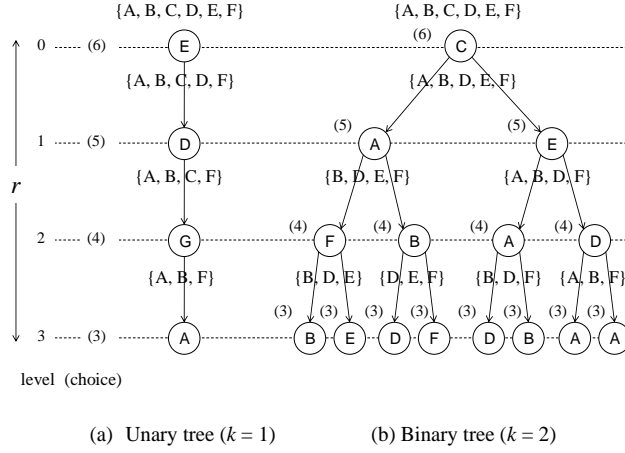 {A, B, C, D, E, F} {A, B, C, D, E, F}
0 (6) E (6) C
{A, B, C, D, F} {A, B, D, E, F}
1 (5) D (5) A (5) E
{A, B, C, F} {B, D, E, F} {A, B, D, F}
r
2 (4) G (4) F (4) B (4) A (4) D
{A, B, F} {B, D, E} {D, E, F} {B, D, F} {A, B, F}
(3) (3) (3) (3) (3) (3) (3) (3)
3 (3) A B E D F D B A A
level (choice)
(a) Unary tree (k = 1) (b) Binary tree (k = 2)